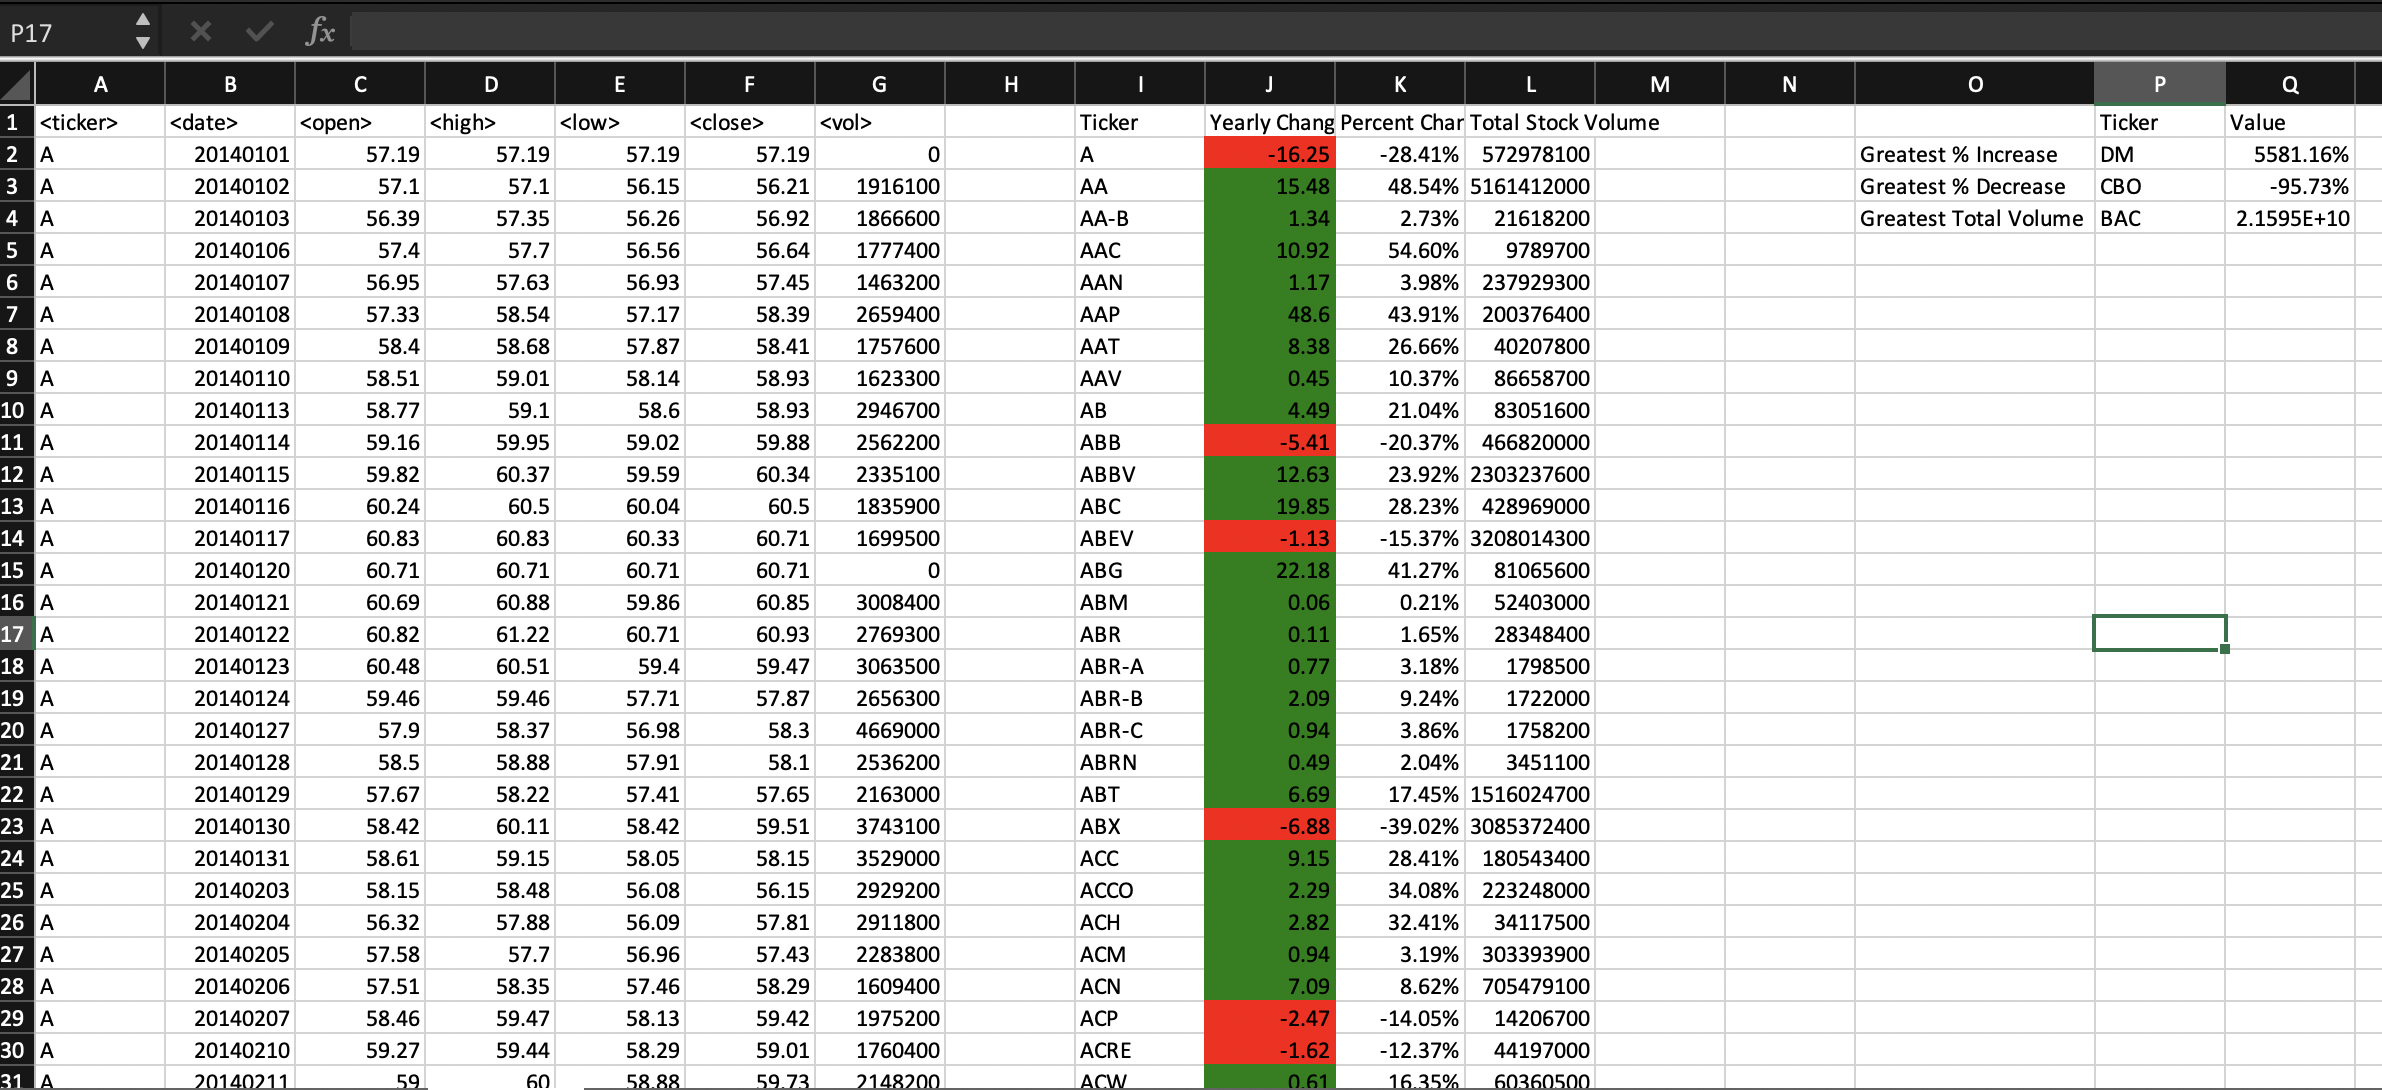 P17 fx
A B C D E F G H I J K L M N O P Q
1 <ticker> <date> <open> <high> <low> <close> <vol> Ticker Yearly Chang Percent Char Total Stock Volume Ticker Value
2 A 20140101 57.19 57.19 57.19 57.19 0 A -16.25 -28.41% 572978100 Greatest % Increase DM 5581.16%
3 A 20140102 57.1 57.1 56.15 56.21 1916100 AA 15.48 48.54% 5161412000 Greatest % Decrease CBO -95.73%
4 A 20140103 56.39 57.35 56.26 56.92 1866600 AA-B 1.34 2.73% 21618200 Greatest Total Volume BAC 2.1595E+10
5 A 20140106 57.4 57.7 56.56 56.64 1777400 AAC 10.92 54.60% 9789700
6 A 20140107 56.95 57.63 56.93 57.45 1463200 AAN 1.17 3.98% 237929300
7 A 20140108 57.33 58.54 57.17 58.39 2659400 AAP 48.6 43.91% 200376400
8 A 20140109 58.4 58.68 57.87 58.41 1757600 AAT 8.38 26.66% 40207800
9 A 20140110 58.51 59.01 58.14 58.93 1623300 AAV 0.45 10.37% 86658700
10 A 20140113 58.77 59.1 58.6 58.93 2946700 AB 4.49 21.04% 83051600
11 A 20140114 59.16 59.95 59.02 59.88 2562200 ABB -5.41 -20.37% 466820000
12 A 20140115 59.82 60.37 59.59 60.34 2335100 ABBV 12.63 23.92% 2303237600
13 A 20140116 60.24 60.5 60.04 60.5 1835900 ABC 19.85 28.23% 428969000
14 A 20140117 60.83 60.83 60.33 60.71 1699500 ABEV -1.13 -15.37% 3208014300
15 A 20140120 60.71 60.71 60.71 60.71 0 ABG 22.18 41.27% 81065600
16 A 20140121 60.69 60.88 59.86 60.85 3008400 ABM 0.06 0.21% 52403000
17 A 20140122 60.82 61.22 60.71 60.93 2769300 ABR 0.11 1.65% 28348400
18 A 20140123 60.48 60.51 59.4 59.47 3063500 ABR-A 0.77 3.18% 1798500
19 A 20140124 59.46 59.46 57.71 57.87 2656300 ABR-B 2.09 9.24% 1722000
20 A 20140127 57.9 58.37 56.98 58.3 4669000 ABR-C 0.94 3.86% 1758200
21 A 20140128 58.5 58.88 57.91 58.1 2536200 ABRN 0.49 2.04% 3451100
22 A 20140129 57.67 58.22 57.41 57.65 2163000 ABT 6.69 17.45% 1516024700
23 A 20140130 58.42 60.11 58.42 59.51 3743100 ABX -6.88 -39.02% 3085372400
24 A 20140131 58.61 59.15 58.05 58.15 3529000 ACC 9.15 28.41% 180543400
25 A 20140203 58.15 58.48 56.08 56.15 2929200 ACCO 2.29 34.08% 223248000
26 A 20140204 56.32 57.88 56.09 57.81 2911800 ACH 2.82 32.41% 34117500
27 A 20140205 57.58 57.7 56.96 57.43 2283800 ACM 0.94 3.19% 303393900
28 A 20140206 57.51 58.35 57.46 58.29 1609400 ACN 7.09 8.62% 705479100
29 A 20140207 58.46 59.47 58.13 59.42 1975200 ACP -2.47 -14.05% 14206700
30 A 20140210 59.27 59.44 58.29 59.01 1760400 ACRE -1.62 -12.37% 44197000
31 A 20140211 59 60 58.88 59.73 2148200 ACW 0.61 16.35% 60360500